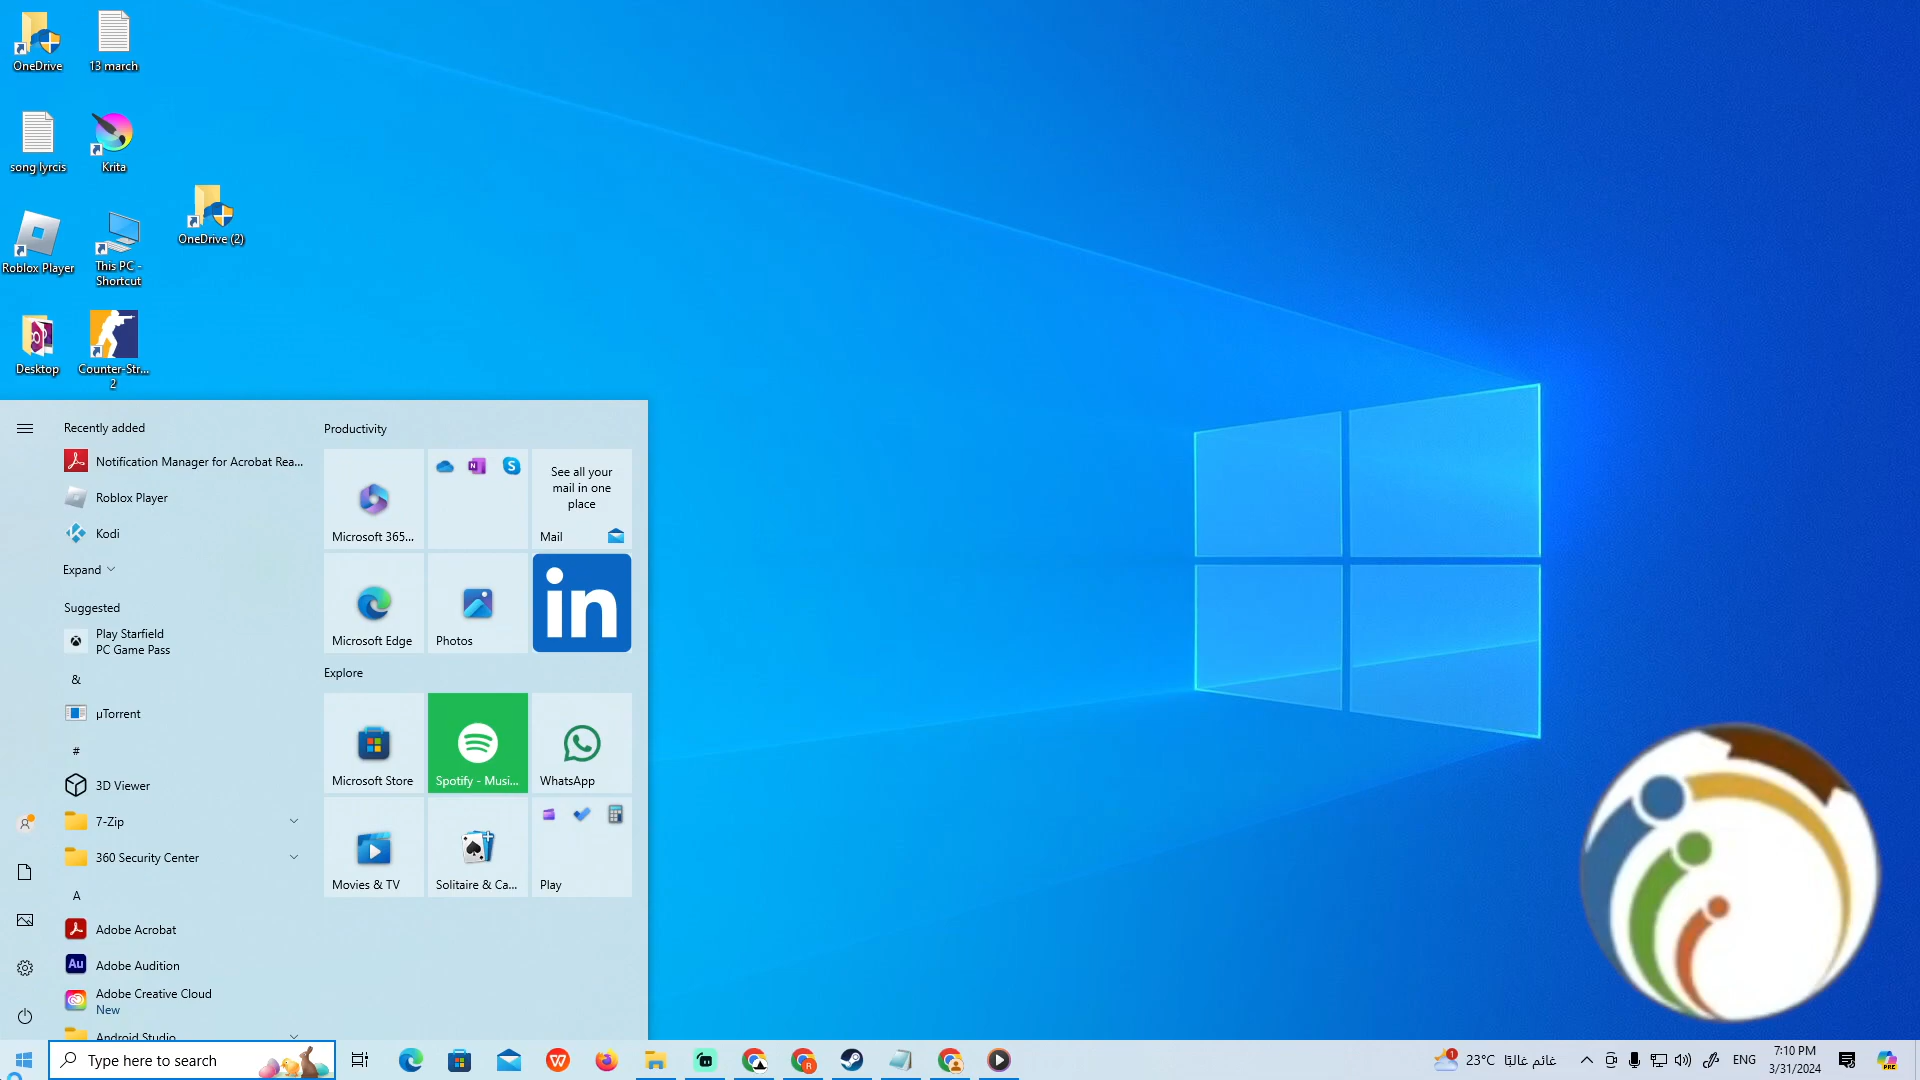 OneDrive
13 march
song lyrcis
Krita
OneDrive (2)
Roblox Player
This PC -
Shortcut
Desktop
Counter-Str...
2
Recently added
Notification Manager for Acrobat Rea...
Roblox Player
Kodi
Expand
Suggested
Play Starfield
PC Game Pass
&
µTorrent
#
3D Viewer
7-Zip
360 Security Center
A
Adobe Acrobat
Au
Adobe Audition
Adobe Creative Cloud
New
Android Studio
Productivity
Microsoft 365...
N
S
See all your
mail in one
place
Mail
Microsoft Edge
Photos
in
Explore
Microsoft Store
Spotify - Musi...
WhatsApp
Movies & TV
Solitaire & Ca...
Play
Type here to search
W
R
1
23°C غائم غالبًا
ENG
7:10 PM
3/31/2024
PRE